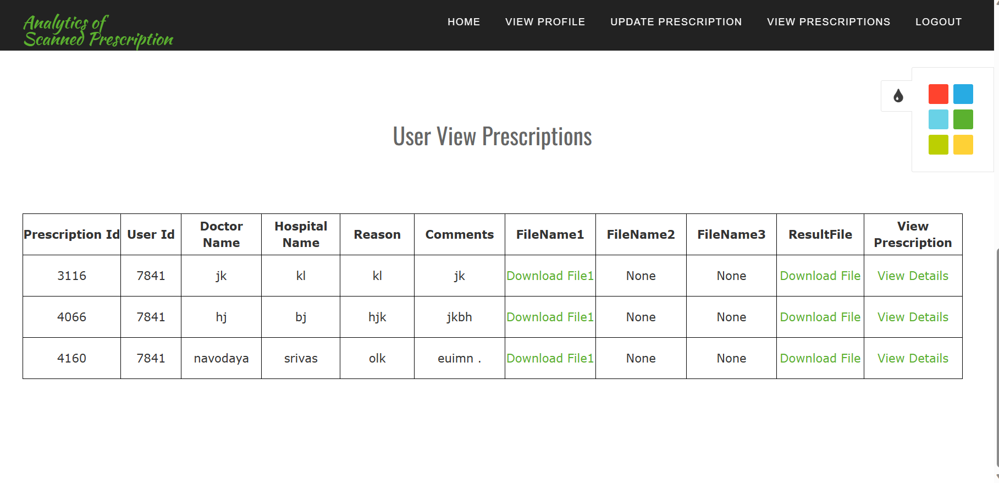 Analytics of
Scanned Prescription
HOME VIEW PROFILE UPDATE PRESCRIPTION VIEW PRESCRIPTIONS LOGOUT
User View Prescriptions
Prescription Id User Id Doctor Name Hospital Name Reason Comments FileName1 FileName2 FileName3 ResultFile View Prescription
3116 7841 jk kl kl jk Download File1 None None Download File View Details
4066 7841 hj bj hjk jkbh Download File1 None None Download File View Details
4160 7841 navodaya srivas olk euimn . Download File1 None None Download File View Details